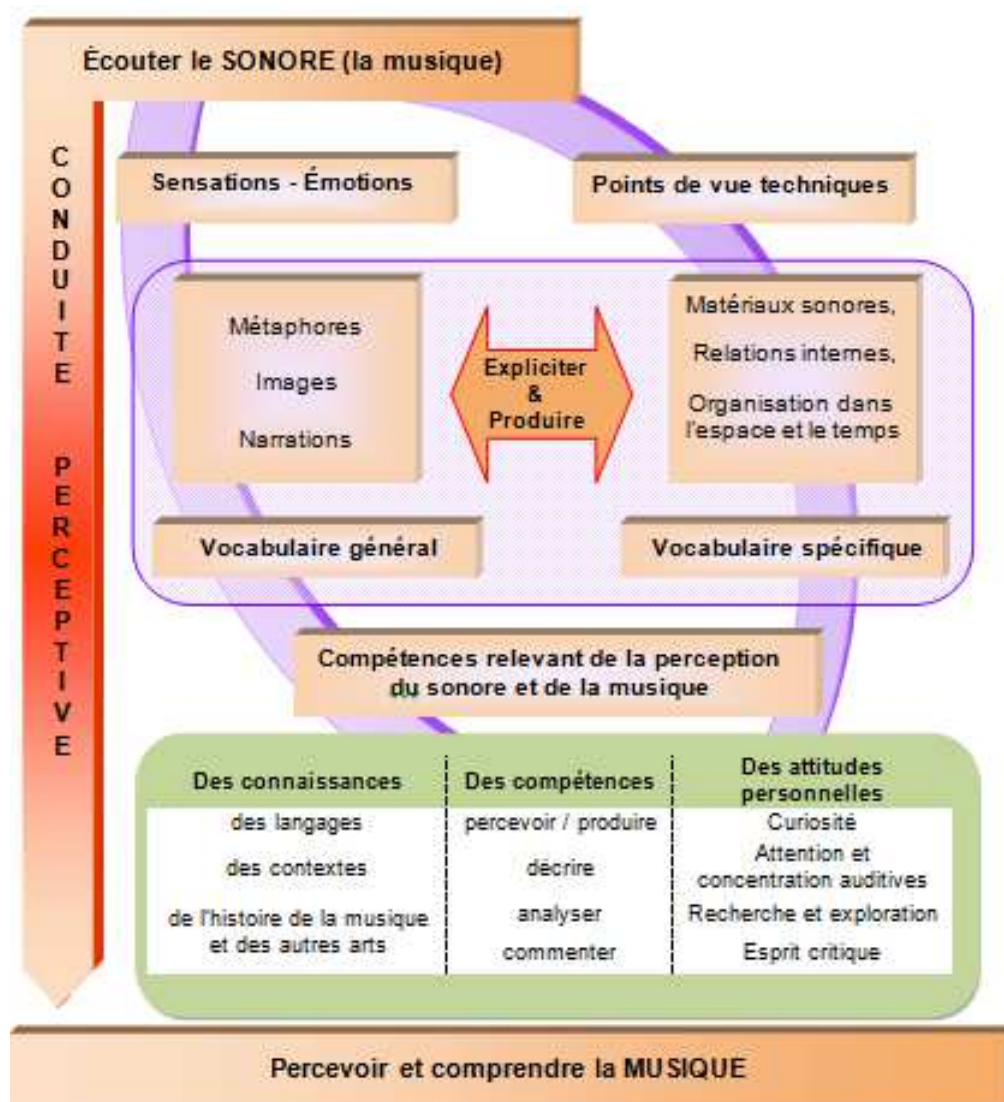 Écouter le SONORE (la musique)
CONDUITE PERCEPTIVE
Sensations - Émotions
Points de vue techniques
Métaphores
Images
Narrations
Expliciter
&
Produire
Matériaux sonores,
Relations internes,
Organisation dans
l'espace et le temps
Vocabulaire général
Vocabulaire spécifique
Compétences relevant de la perception
du sonore et de la musique
Des connaissances
des langages
des contextes
de l'histoire de la musique
et des autres arts
Des compétences
percevoir / produire
décrire
analyser
commenter
Des attitudes
personnelles
Curiosité
Attention et
concentration auditives
Recherche et exploration
Esprit critique
Percevoir et comprendre la MUSIQUE